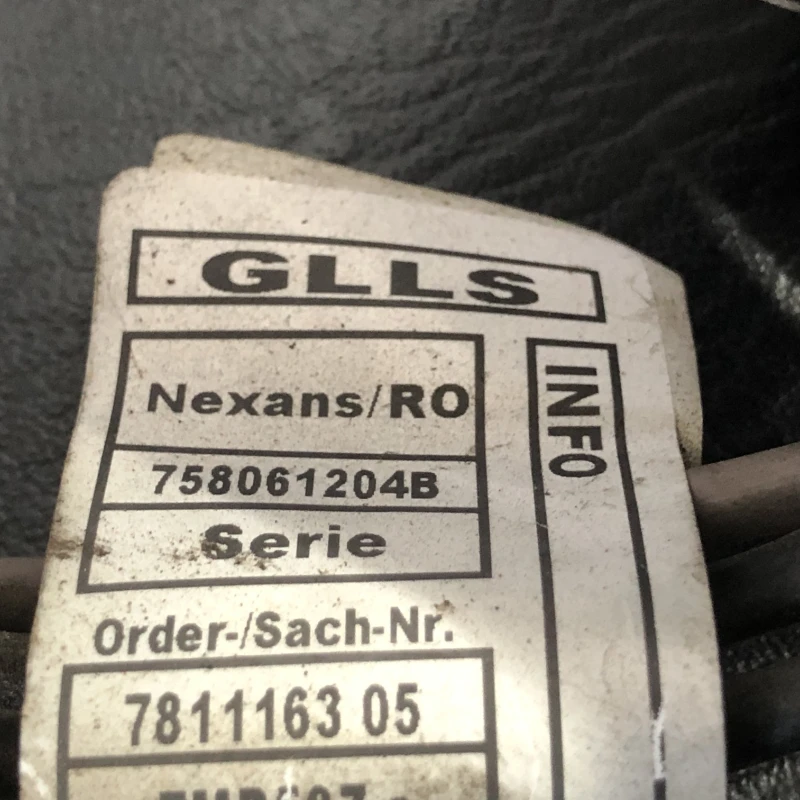 GLLS
Nexans/RO
758061204B
Serie
INFO
Order-/Sach-Nr.
7811163 05